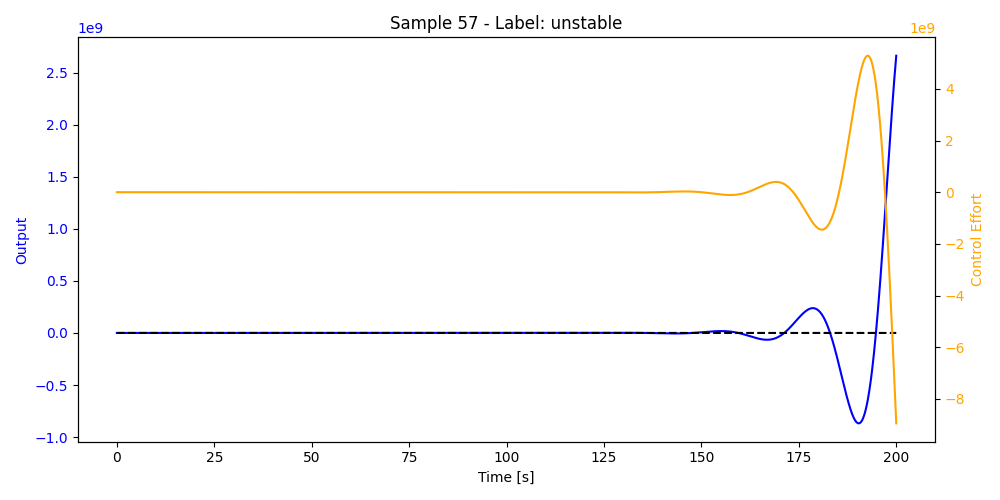 Sample 57 - Label: unstable
1e9
1e9
2.5
2.0
1.5
1.0
0.5
0.0
−0.5
−1.0
Output
4
2
0
−2
−4
−6
−8
Control Effort
0 25 50 75 100 125 150 175 200
Time [s]